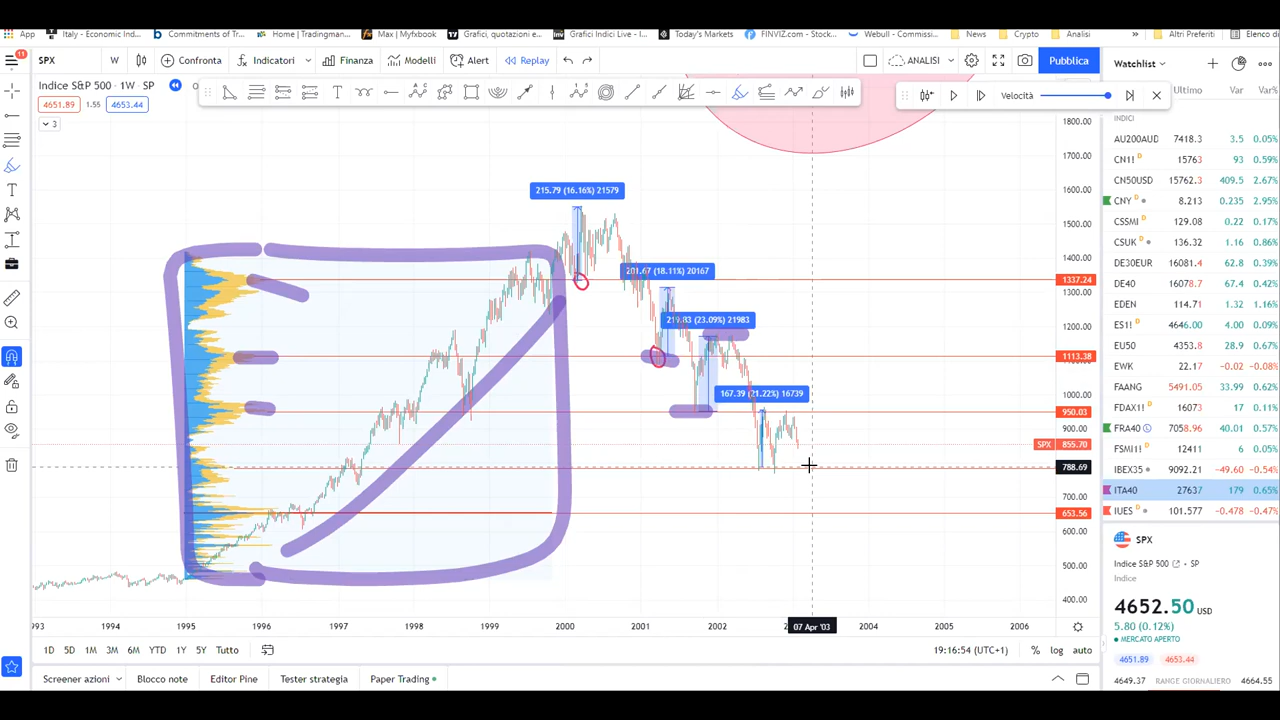 App Italy - Economic Ind... Commitments of Tr... Home | Tradingman... Max | Myfxbook Grafici, quotazioni e... Grafici Indici Live - I... Today's Markets FINVIZ.com - Stock... Webull - Commissi... News Crypto Analisi » Altri Preferiti Elenco di
11 SPX W Confronta Indicatori Finanza Modelli Alert Replay ANALISI Pubblica Watchlist
Indice S&P 500 · 1W · SP
Velocità
Ultimo Var Var%
4651.89 1.55 4653.44
3
INDICI
AU200AUD 7418.3 3.5 0.05%
CN1! D 15763 93 0.59%
CN50USD 15762.3 409.5 2.67%
CNY D 8.213 0.235 2.95%
CSSMI 129.08 0.22 0.17%
CSUK 136.32 1.16 0.86%
DE30EUR 16081.4 62.8 0.39%
DE40 16078.7 67.4 0.42%
EDEN 114.71 1.32 1.16%
ES1! D 4646.00 4.00 0.09%
EU50 4353.8 28.9 0.67%
EWK 22.17 -0.02 -0.08%
FAANG 5491.05 33.99 0.62%
FDAX1! D 16073 17 0.11%
FRA40 7058.96 40.01 0.57%
FSMI1! D
IBEX35 9092.21 -49.60 -0.54%
ITA40 27637 179 0.65%
IUES 101.577 -0.478 -0.47%
1800.00
1700.00
1600.00
1500.00
1400.00
1337.24
1300.00
1200.00
1113.38
1000.00
950.03
900.00
SPX 855.70
788.69
700.00
653.56
600.00
500.00
400.00
215.79 (16.16%) 21579
201.67 (18.11%) 20167
219.83 (23.09%) 21983
167.39 (21.22%) 16739
993 1994 1995 1996 1997 1998 1999 2000 2001 2002 07 Apr '03 2004 2005 2006
1D 5D 1M 3M 6M YTD 1Y 5Y Tutto 19:16:54 (UTC+1) % log auto
Screener azioni Blocco note Editor Pine Test strategia Paper Trading
SPX
Indice S&P 500 SP
Indice
4652.50 USD
5.80 (0.12%)
MERCATO APERTO
4651.89 4653.44
4649.37 RANGE GIORNALIERO 4664.55